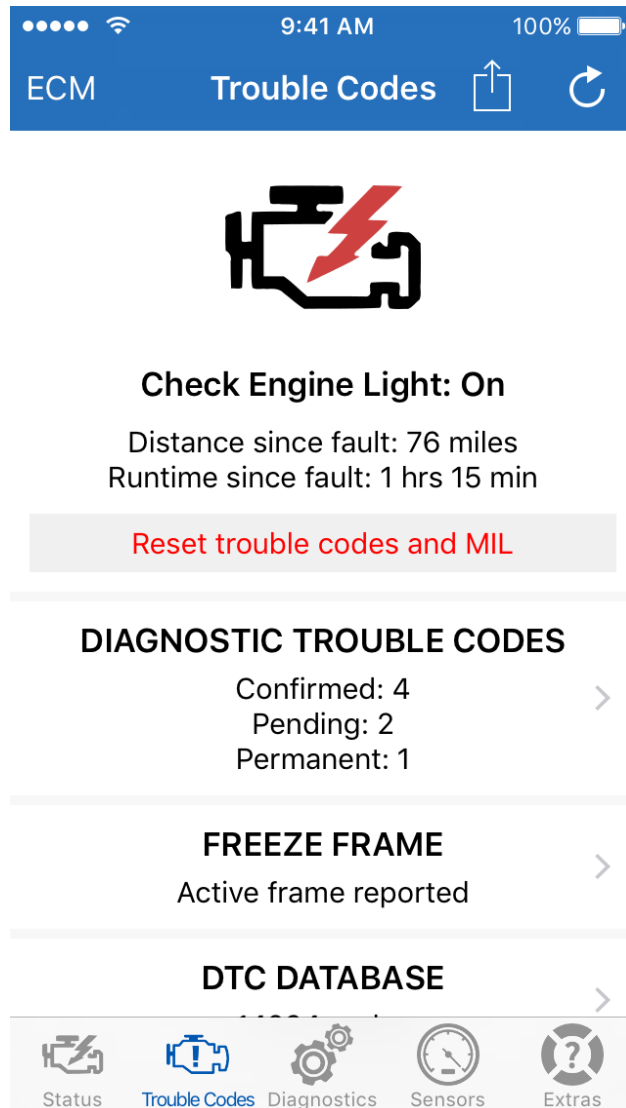 9:41 AM
100%
ECM
Trouble Codes
Check Engine Light: On
Distance since fault: 76 miles
Runtime since fault: 1 hrs 15 min
Reset trouble codes and MIL
DIAGNOSTIC TROUBLE CODES
Confirmed: 4
Pending: 2
Permanent: 1
FREEZE FRAME
Active frame reported
DTC DATABASE
Status
Trouble Codes
Diagnostics
Sensors
Extras